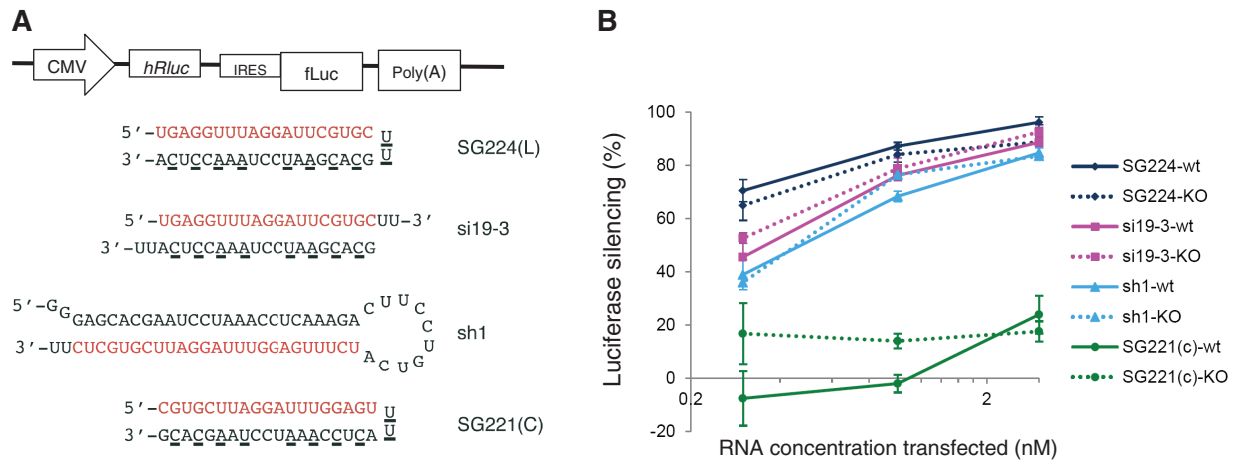 A
CMV
hRluc
IRES
fLuc
Poly(A)
5′-UGAGGUUUAGGAUUCGUGC U
3′-ACUCCAAAUCCUAAGCACG U
SG224(L)
5′-UGAGGUUUAGGAUUCGUGCUU-3′
3′-UUACUCCAAAUCCUAAGCACG
si19-3
5′-GGGGAGCACGAAUCCUAAACCUCAAAGACUUCCUGUCA
3′-UUCUCGUGCUUAGGAUUUGGAGUUUCU
sh1
5′-CGUGCUUAGGAUUUGGAGU U
3′-GCACGAAUCCUAAACCUCA U
SG221(C)
B
Luciferase silencing (%)
100
80
60
40
20
0
-20
0.2
2
RNA concentration transfected (nM)
SG224-wt
SG224-KO
si19-3-wt
si19-3-KO
sh1-wt
sh1-KO
SG221(c)-wt
SG221(c)-KO